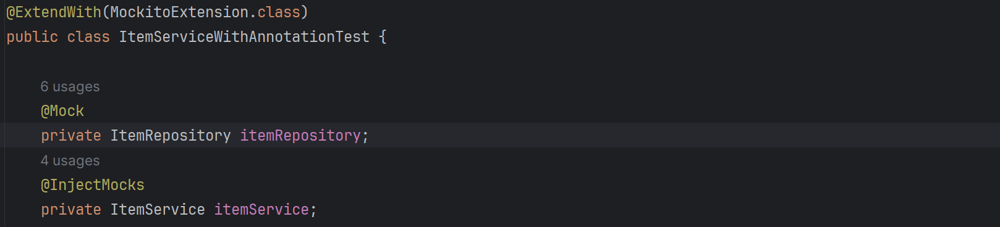 @ExtendWith(MockitoExtension.class)
public class ItemServiceWithAnnotationTest {
6 usages
@Mock
private ItemRepository itemRepository;
4 usages
@InjectMocks
private ItemService itemService;